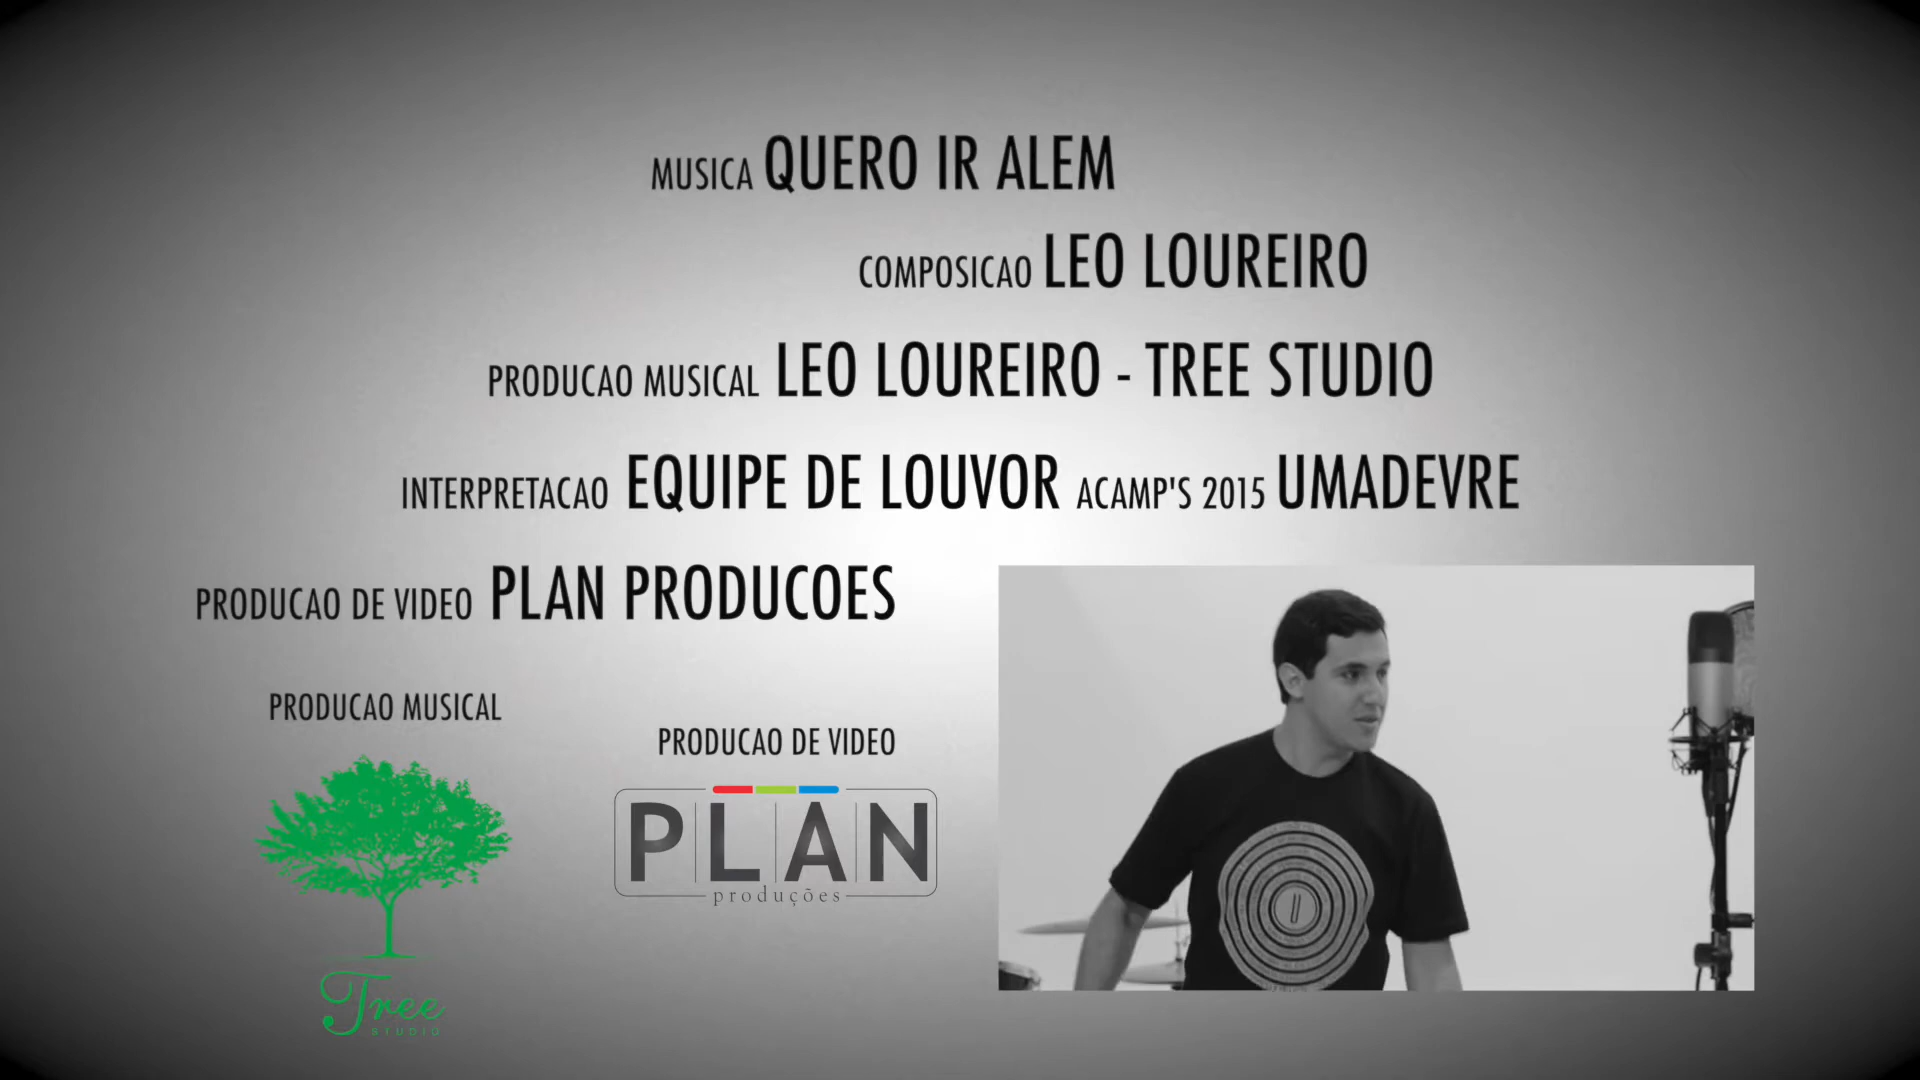 MUSICA QUERO IR ALEM
COMPOSICAO LEO LOUREIRO
PRODUCAO MUSICAL LEO LOUREIRO - TREE STUDIO
INTERPRETACAO EQUIPE DE LOUVOR ACAMP'S 2015 UMADEVRE
PRODUCAO DE VIDEO PLAN PRODUCOES
PRODUCAO MUSICAL
Tree
STUDIO
PRODUCAO DE VIDEO
PLAN
produções